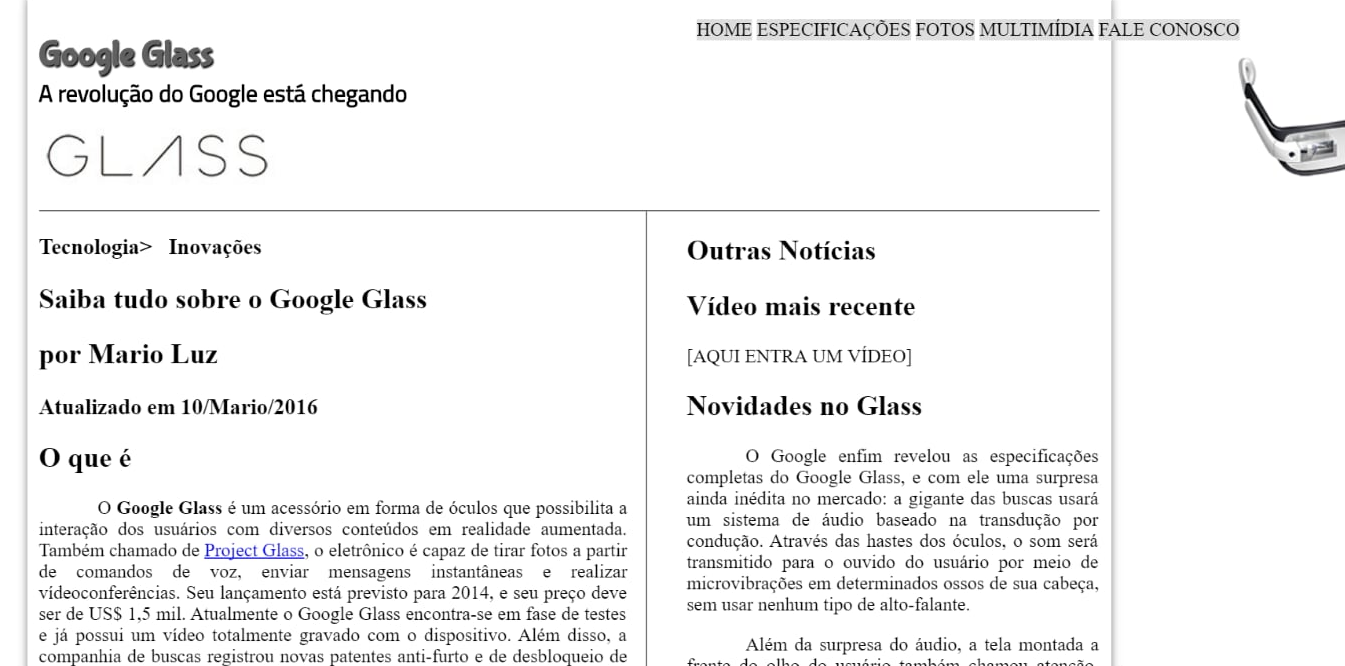 HOME ESPECIFICAÇÕES FOTOS MULTIMÍDIA FALE CONOSCO
Google Glass
A revolução do Google está chegando
GLASS
Tecnologia> Inovações
Saiba tudo sobre o Google Glass
por Mario Luz
Atualizado em 10/Mario/2016
O que é
O Google Glass é um acessório em forma de óculos que possibilita a
interação dos usuários com diversos conteúdos em realidade aumentada.
Também chamado de Project Glass, o eletrônico é capaz de tirar fotos a partir
de comandos de voz, enviar mensagens instantâneas e realizar
vídeoconferências. Seu lançamento está previsto para 2014, e seu preço deve
ser de US$ 1,5 mil. Atualmente o Google Glass encontra-se em fase de testes
e já possui um vídeo totalmente gravado com o dispositivo. Além disso, a
companhia de buscas registrou novas patentes anti-furto e de desbloqueio de
Outras Notícias
Vídeo mais recente
[AQUI ENTRA UM VÍDEO]
Novidades no Glass
O Google enfim revelou as especificações
completas do Google Glass, e com ele uma surpresa
ainda inédita no mercado: a gigante das buscas usará
um sistema de áudio baseado na transdução por
condução. Através das hastes dos óculos, o som será
transmitido para o ouvido do usuário por meio de
microvibrações em determinados ossos de sua cabeça,
sem usar nenhum tipo de alto-falante.
Além da surpresa do áudio, a tela montada a
frente do olho do usuário também chamou atenção.